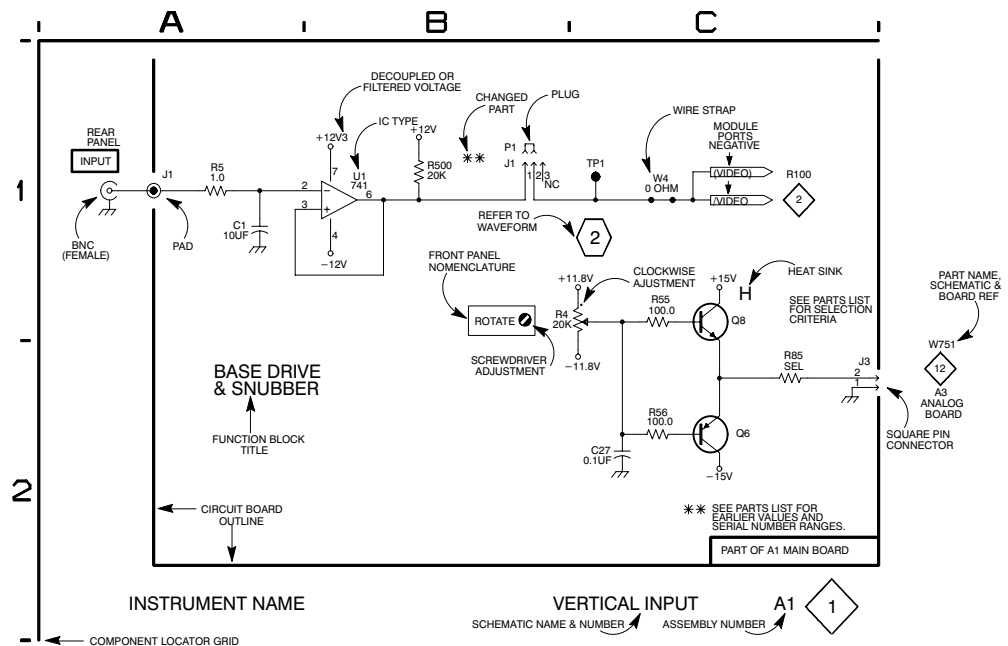 A B C
DECOUPLED OR
FILTERED VOLTAGE
CHANGED
PART
PLUG
REAR
PANEL
INPUT
+12V3
IC TYPE
+12V
**
P1
J1
1 2 3
NC
WIRE STRAP
MODULE
PORTS
NEGATIVE
1
J1
R5
1.0
7
U1
741
2
3
6
4
−12V
R500
20K
TP1
W4
0 OHM
(VIDEO)
/VIDEO
R100
2
BNC
(FEMALE)
PAD
C1
10UF
REFER TO
WAVEFORM
2
FRONT PANEL
NOMENCLATURE
+11.8V
CLOCKWISE
AJUSTMENT
+15V
H
HEAT SINK
PART NAME,
SCHEMATIC &
BOARD REF
ROTATE
R4
20K
R55
100.0
Q8
SEE PARTS LIST
FOR SELECTION
CRITERIA
SCREWDRIVER
ADJUSTMENT
−11.8V
W751
12
A3
ANALOG
BOARD
R85
SEL
J3
2
1
BASE DRIVE
& SNUBBER
FUNCTION BLOCK
TITLE
R56
100.0
Q6
SQUARE PIN
CONNECTOR
C27
0.1UF
−15V
2
CIRCUIT BOARD
OUTLINE
** SEE PARTS LIST FOR
EARLIER VALUES AND
SERIAL NUMBER RANGES.
PART OF A1 MAIN BOARD
INSTRUMENT NAME
VERTICAL INPUT
A1
1
SCHEMATIC NAME & NUMBER
ASSEMBLY NUMBER
COMPONENT LOCATOR GRID